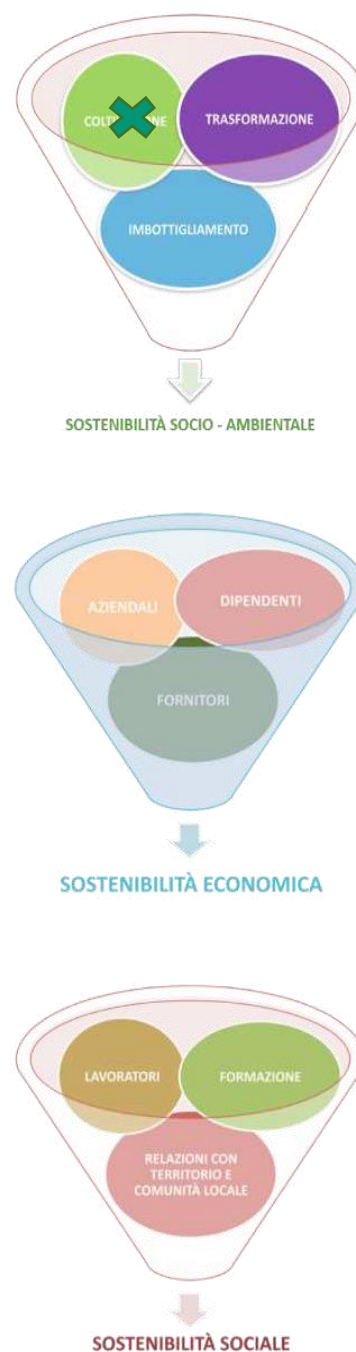 TRASFORMAZIONE
IMBOTTIGLIAMENTO
SOSTENIBILITÀ SOCIO - AMBIENTALE
AZIENDALI
DIPENDENTI
FORNITORI
SOSTENIBILITÀ ECONOMICA
LAVORATORI
FORMAZIONE
RELAZIONI CON
TERRITORIO E
COMUNITÀ LOCALE
SOSTENIBILITÀ SOCIALE